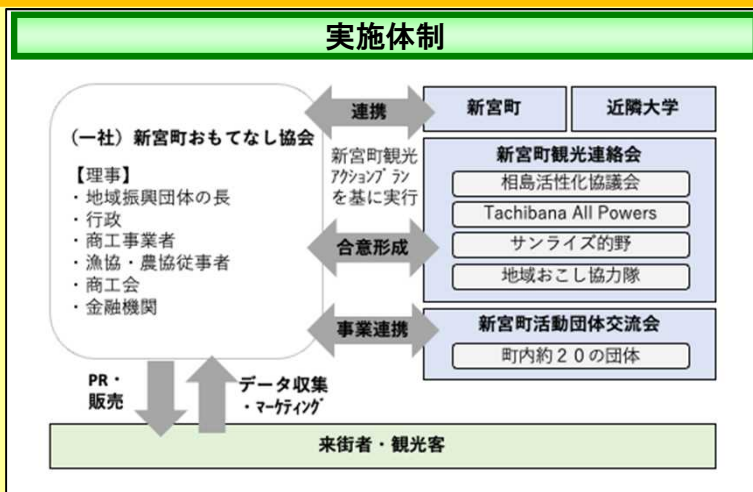 実施体制
(一社)新宮町おもてなし協会
【理事】
・地域振興団体の長
・行政
・商工事業者
・漁協・農協従事者
・商工会
・金融機関
連携
新宮町観光
ｱｸｼｮﾝﾌﾟﾗﾝ
を基に実行
合意形成
事業連携
新宮町
近隣大学
新宮町観光連絡会
相島活性化協議会
Tachibana All Powers
サンライズ的野
地域おこし協力隊
新宮町活動団体交流会
町内約２０の団体
PR・
販売
データ収集
・ﾏｰｹﾃｨﾝｸﾞ
来街者・観光客